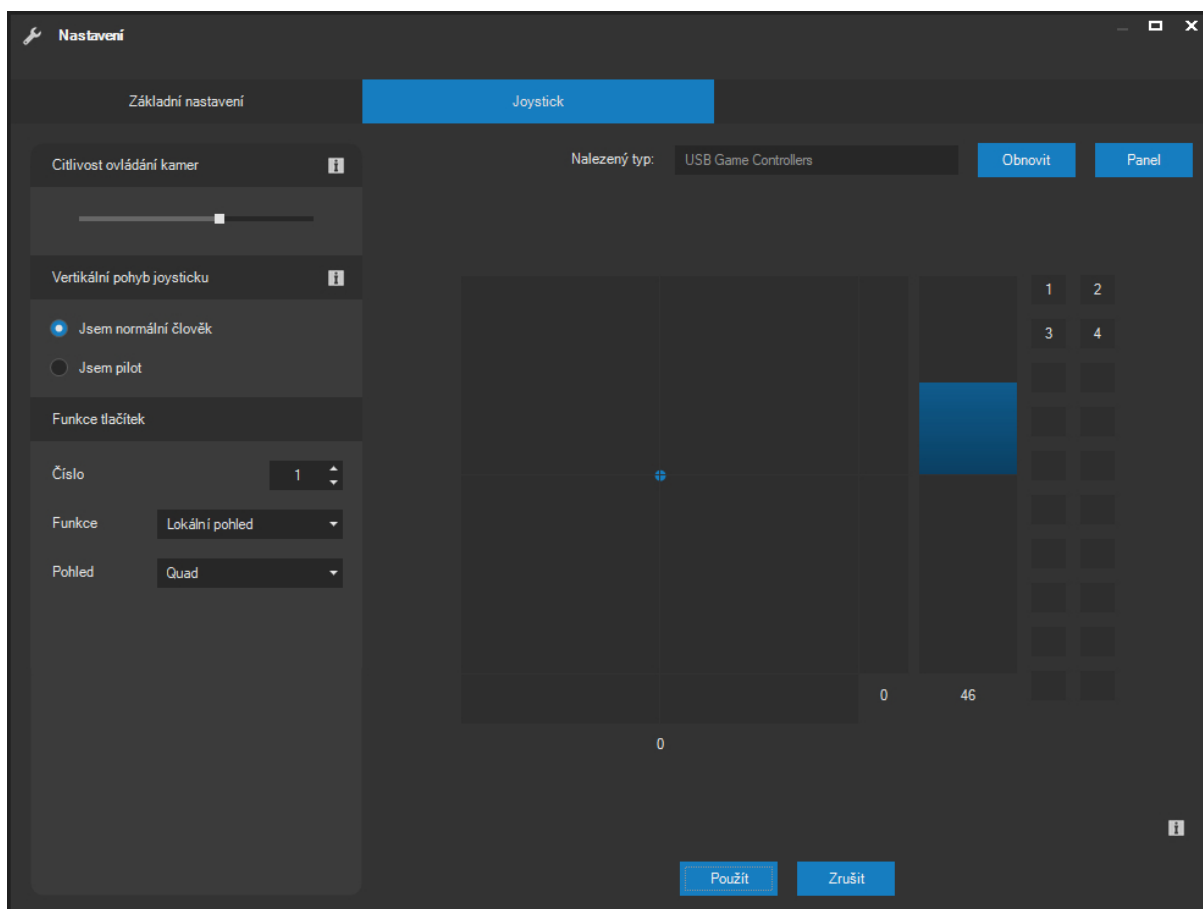 Nastavení
Základní nastavení
Joystick
Citlivost ovládání kamer
Nalezený typ:
USB Game Controllers
Obnovit
Panel
Vertikální pohyb joysticku
Jsem normální člověk
Jsem pilot
Funkce tlačítek
Číslo
1
Funkce
Lokální pohled
Pohled
Quad
1 2
3 4
0
46
0
Použít
Zrušit